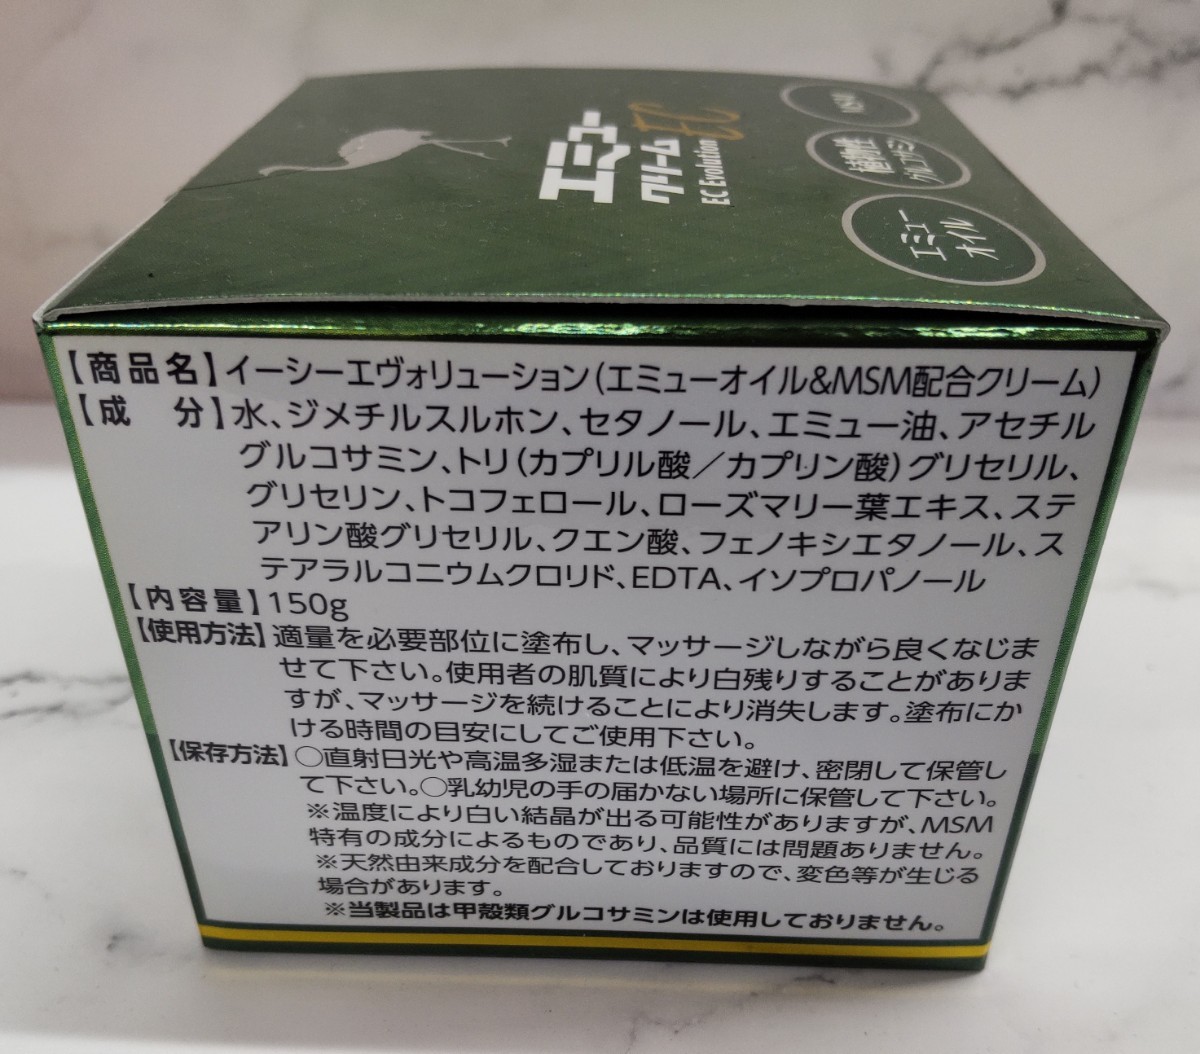 エミュー
クリーム EC
EC Evolution
MSM
植物性
グルコサミン
エミュー
オイル
【商品名】イーシーエヴォリューション(エミューオイル&MSM配合クリーム)
【成　分】水、ジメチルスルホン、セタノール、エミュー油、アセチル
グルコサミン、トリ(カプリル酸／カプリン酸)グリセリル、
グリセリン、トコフェロール、ローズマリー葉エキス、ステ
アリン酸グリセリル、クエン酸、フェノキシエタノール、ス
テアラルコニウムクロリド、EDTA、イソプロパノール
【内容量】150g
【使用方法】適量を必要部位に塗布し、マッサージしながら良くなじま
せて下さい。使用者の肌質により白残りすることがありま
すが、マッサージを続けることにより消失します。塗布にか
ける時間の目安にしてご使用下さい。
【保存方法】○直射日光や高温多湿または低温を避け、密閉して保管し
て下さい。○乳幼児の手の届かない場所に保管して下さい。
※温度により白い結晶が出る可能性がありますが、MSM
特有の成分によるものであり、品質には問題ありません。
※天然由来成分を配合しておりますので、変色等が生じる
場合があります。
※当製品は甲殻類グルコサミンは使用しておりません。